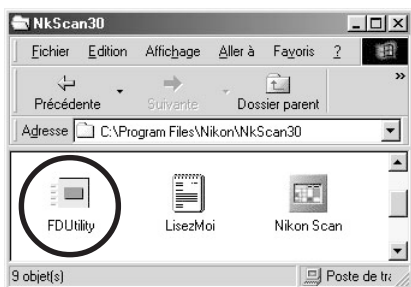 NkScan30
Fichier Edition Affichage Aller à Favoris ? 
Précédente Suivante Dossier parent »
Adresse C:\Program Files\Nikon\NkScan30
FDUtility LisezMoi Nikon Scan
9 objet(s) Poste de tra